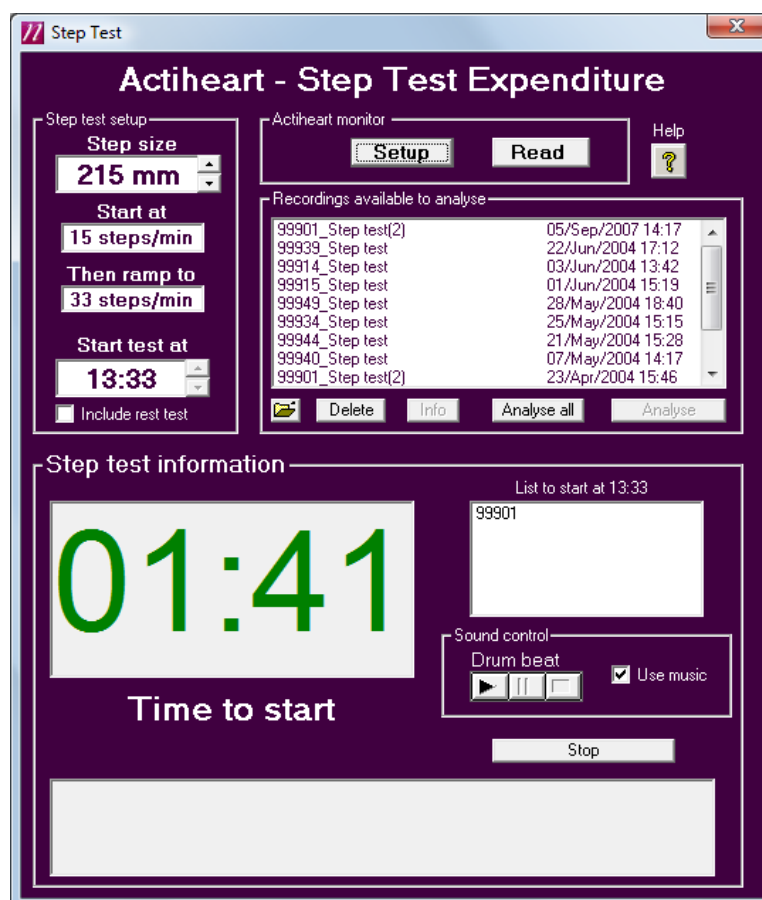 Step Test
Actiheart - Step Test Expenditure
Step test setup
Step size
215 mm
Start at
15 steps/min
Then ramp to
33 steps/min
Start test at
13:33
Include rest test
Actiheart monitor
Setup
Read
Help
?
Recordings available to analyse
99901_Step test(2) 05/Sep/2007 14:17
99939_Step test 22/Jun/2004 17:12
99914_Step test 03/Jun/2004 13:42
99915_Step test 01/Jun/2004 15:19
99949_Step test 28/May/2004 18:40
99934_Step test 25/May/2004 15:15
99944_Step test 21/May/2004 15:28
99940_Step test 07/May/2004 14:17
99901_Step test(2) 23/Apr/2004 15:46
Delete
Info
Analyse all
Analyse
Step test information
01:41
Time to start
List to start at 13:33
99901
Sound control
Drum beat
Use music
Stop